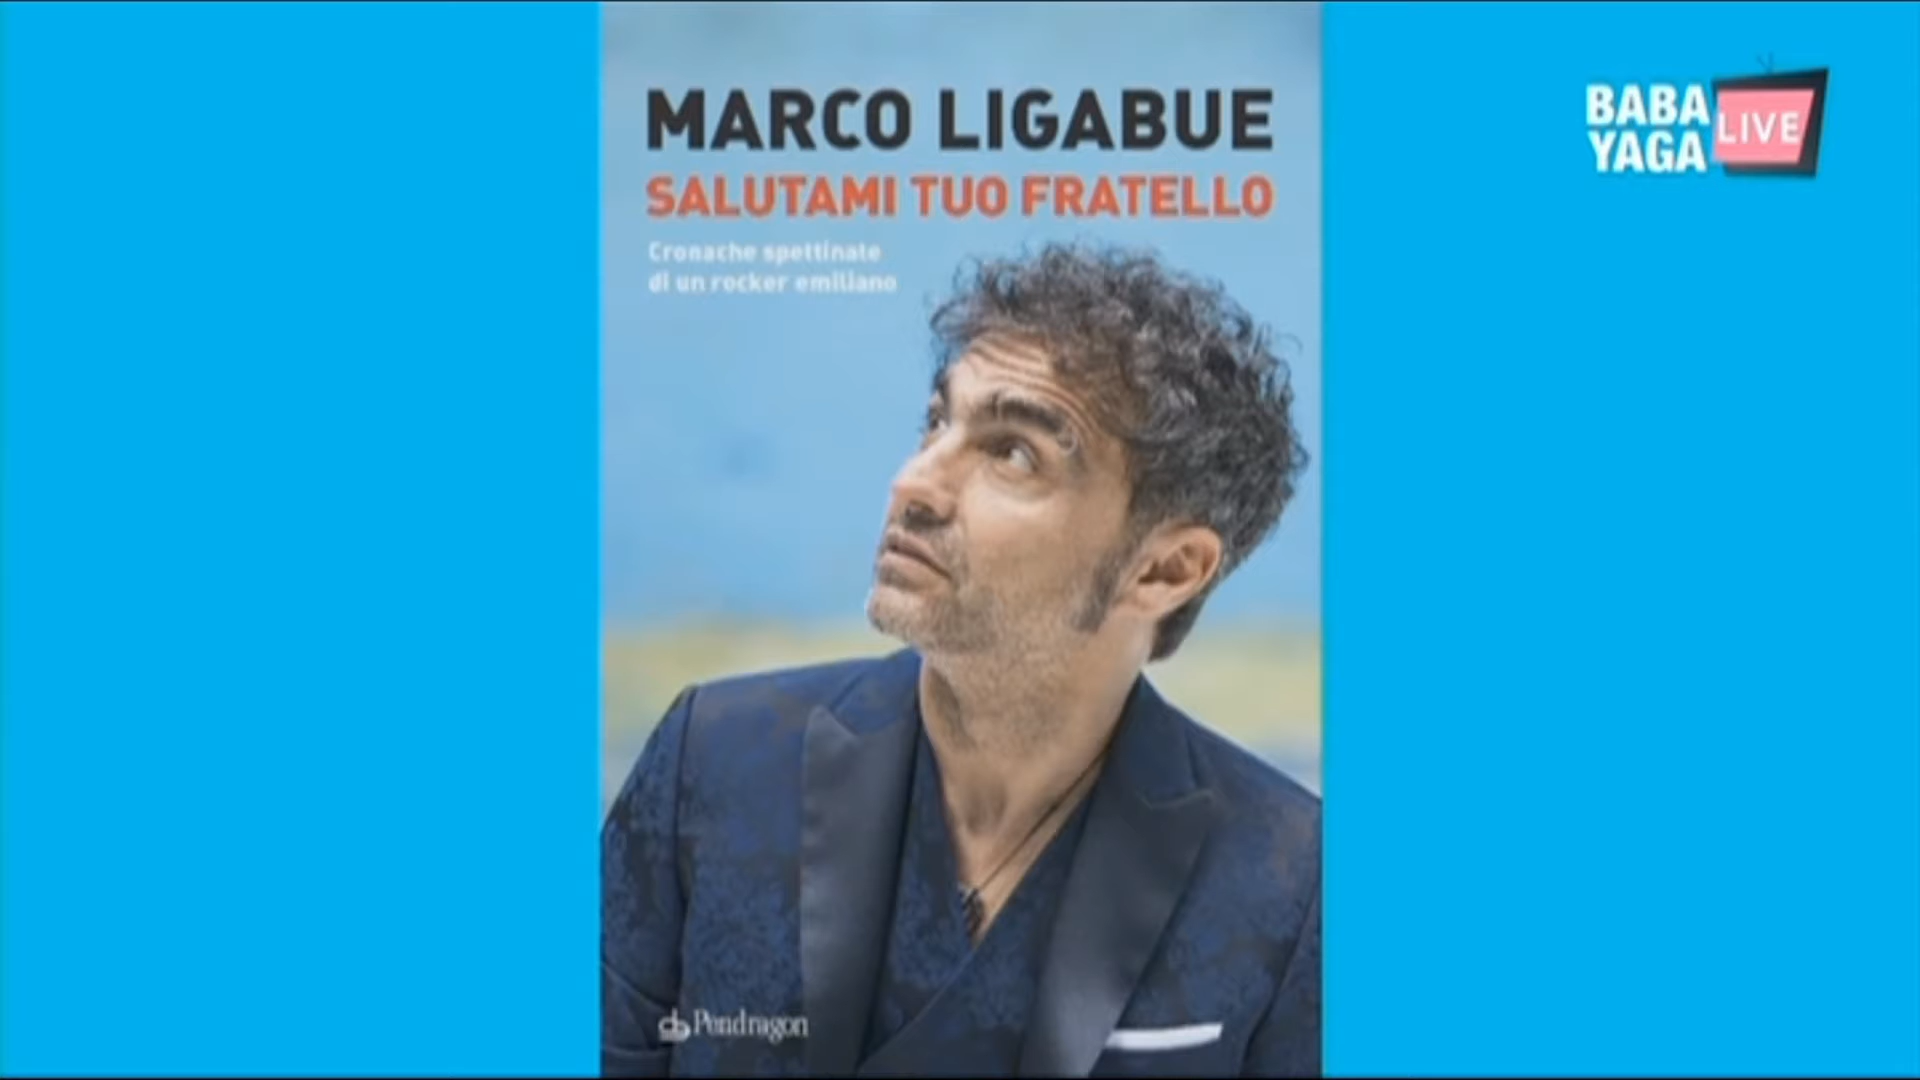 MARCO LIGABUE
SALUTAMI TUO FRATELLO
Cronache spettinate
di un rocker emiliano
BABA
YAGA
LIVE
Pendragon